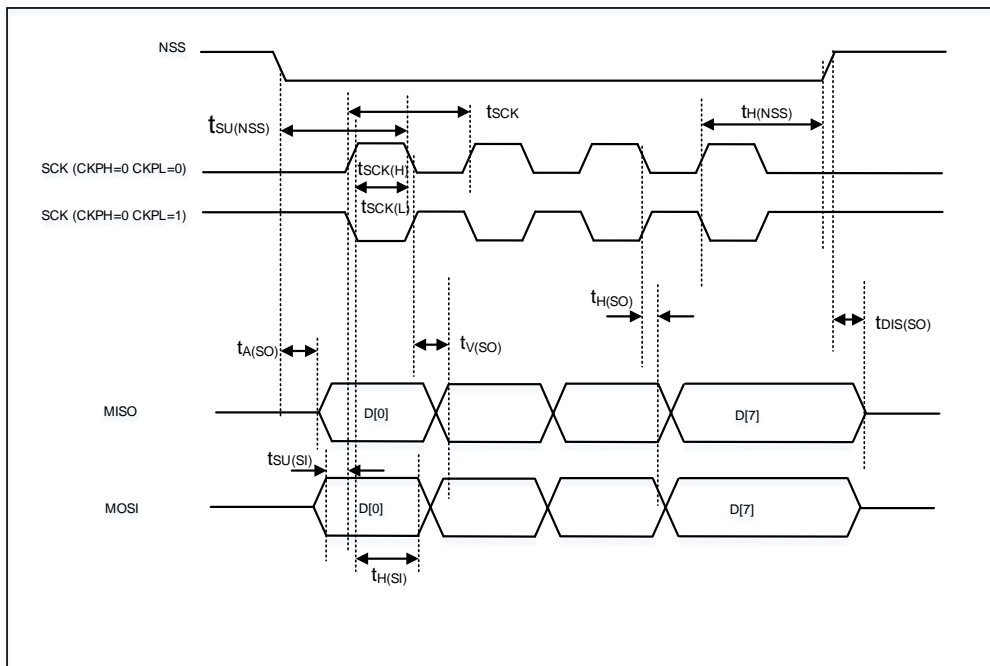 NSS
tSCK
tH(NSS)
tSU(NSS)
SCK (CKPH=0 CKPL=0)
tSCK(H)
tSCK(L)
SCK (CKPH=0 CKPL=1)
tH(SO)
tDIS(SO)
tV(SO)
tA(SO)
MISO
D[0]
D[7]
tSU(SI)
MOSI
D[0]
D[7]
tH(SI)